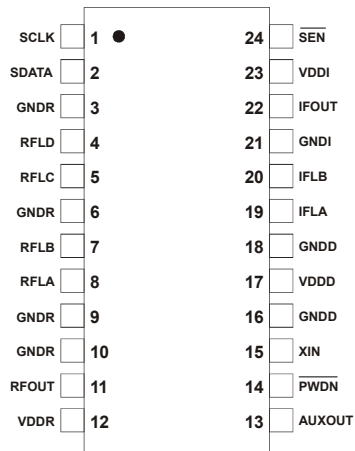 SCLK 1 24 S̅E̅N̅
SDATA 2 23 VDDI
GNDR 3 22 IFOUT
RFLD 4 21 GNDI
RFLC 5 20 IFLB
GNDR 6 19 IFLA
RFLB 7 18 GNDD
RFLA 8 17 VDDD
GNDR 9 16 GNDD
GNDR 10 15 XIN
RFOUT 11 14 P̅W̅D̅N̅
VDDR 12 13 AUXOUT